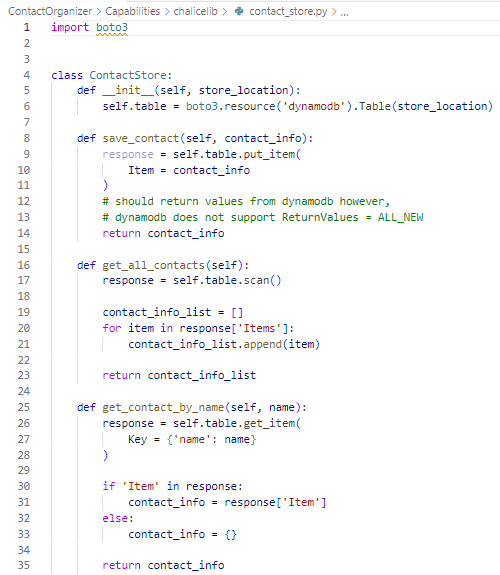 ContactOrganizer > Capabilities > chalicelib > contact_store.py > ...
1 import boto3
2
3
4 class ContactStore:
5     def __init__(self, store_location):
6         self.table = boto3.resource('dynamodb').Table(store_location)
7
8     def save_contact(self, contact_info):
9         response = self.table.put_item(
10             Item = contact_info
11         )
12         # should return values from dynamodb however,
13         # dynamodb does not support ReturnValues = ALL_NEW
14         return contact_info
15
16     def get_all_contacts(self):
17         response = self.table.scan()
18
19         contact_info_list = []
20         for item in response['Items']:
21             contact_info_list.append(item)
22
23         return contact_info_list
24
25     def get_contact_by_name(self, name):
26         response = self.table.get_item(
27             Key = {'name': name}
28         )
29
30         if 'Item' in response:
31             contact_info = response['Item']
32         else:
33             contact_info = {}
34
35         return contact_info